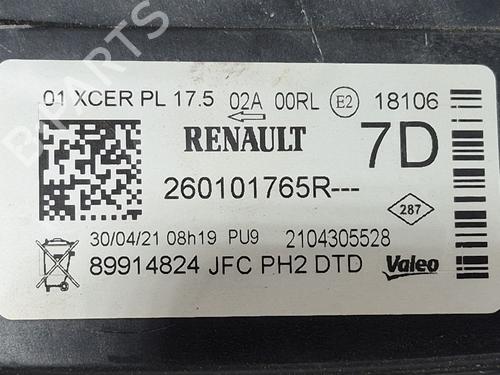 01 XCER PL 17.5 02A 00RL E2 18106
RENAULT 7D
260101765R---
287
30/04/21 08h19 PU9 2104305528
89914824 JFC PH2 DTD Valeo
B PARTS